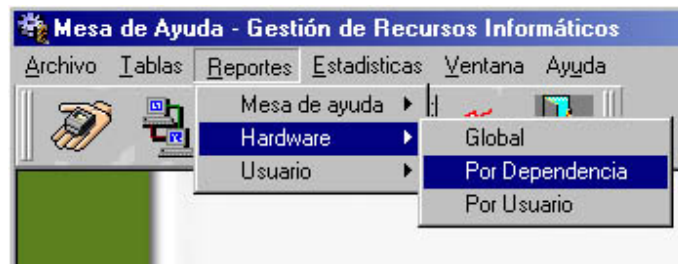 Mesa de Ayuda - Gestión de Recursos Informáticos
Archivo Tablas Reportes Estadisticas Ventana Ayuda
Mesa de ayuda
Hardware
Usuario
Global
Por Dependencia
Por Usuario